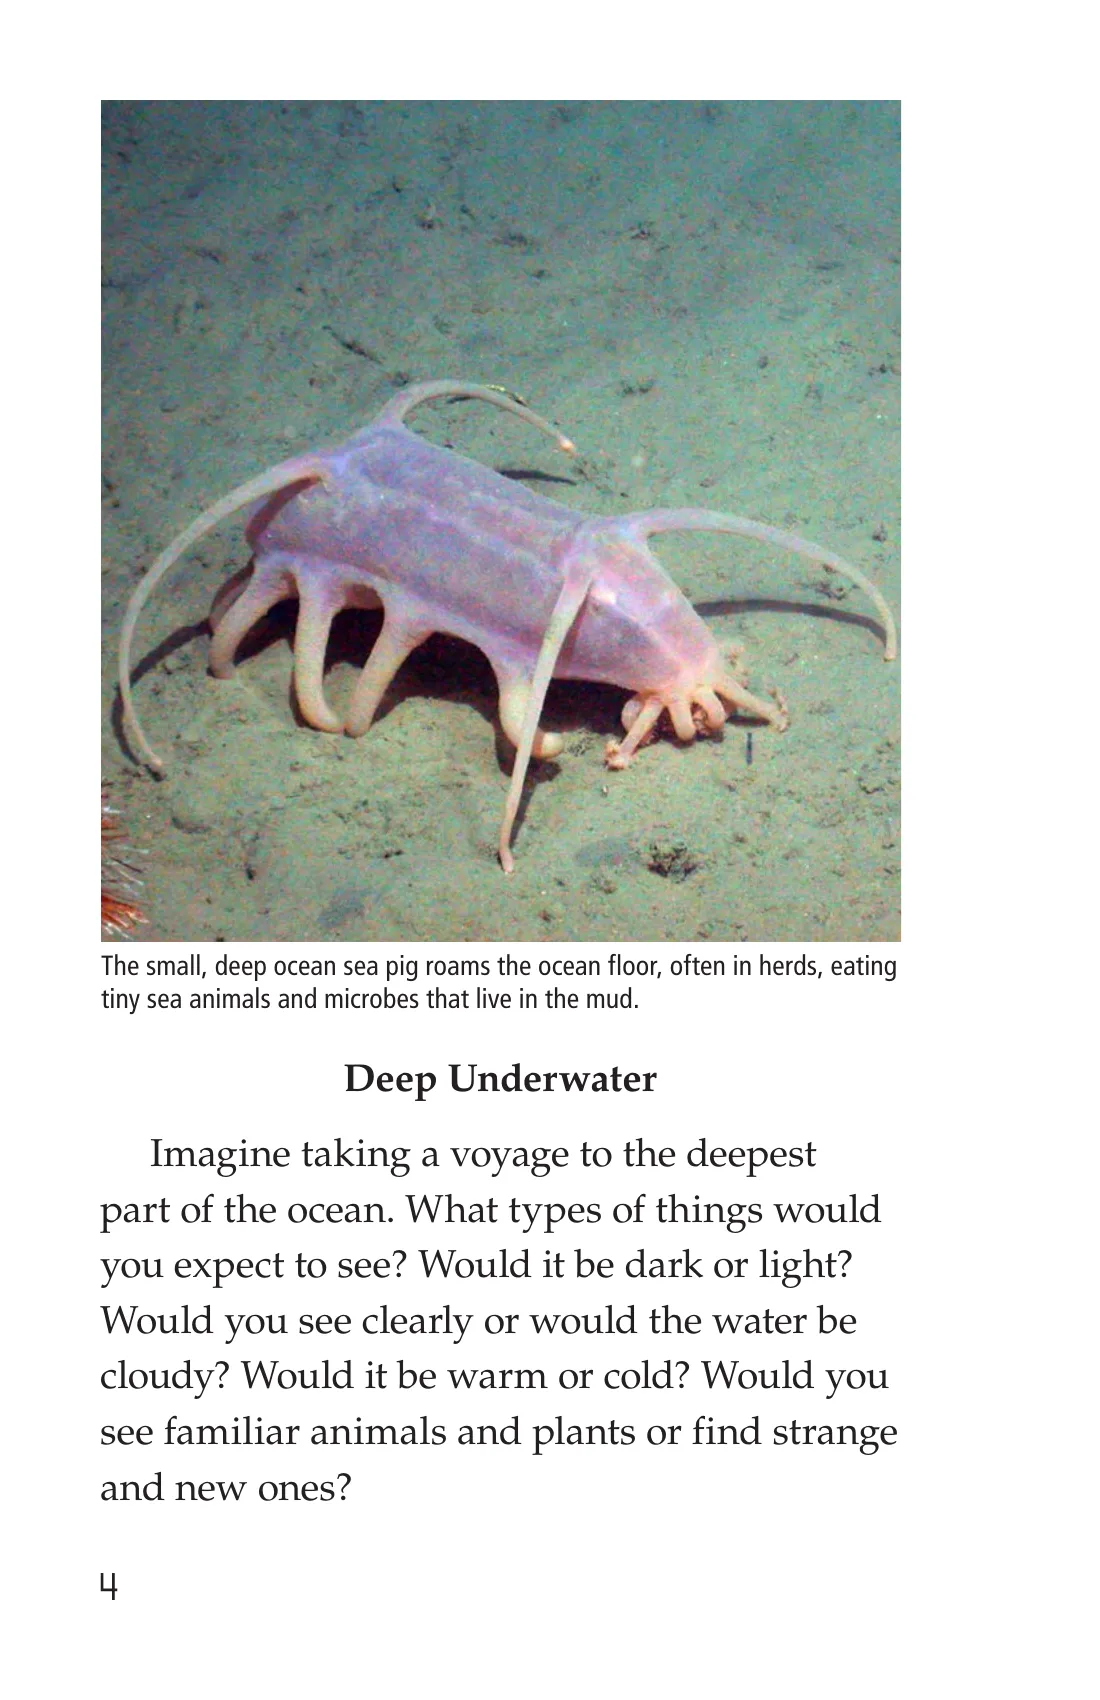 The small, deep ocean sea pig roams the ocean floor, often in herds, eating
tiny sea animals and microbes that live in the mud.
Deep Underwater
Imagine taking a voyage to the deepest
part of the ocean. What types of things would
you expect to see? Would it be dark or light?
Would you see clearly or would the water be
cloudy? Would it be warm or cold? Would you
see familiar animals and plants or find strange
and new ones?
4